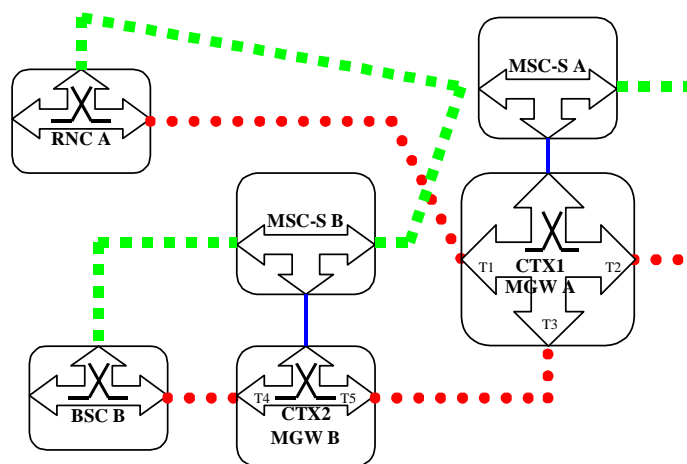 MSC-S A
RNC A
MSC-S B
T1
CTX1
T2
MGW A
T3
BSC B
T4
CTX2
T5
MGW B